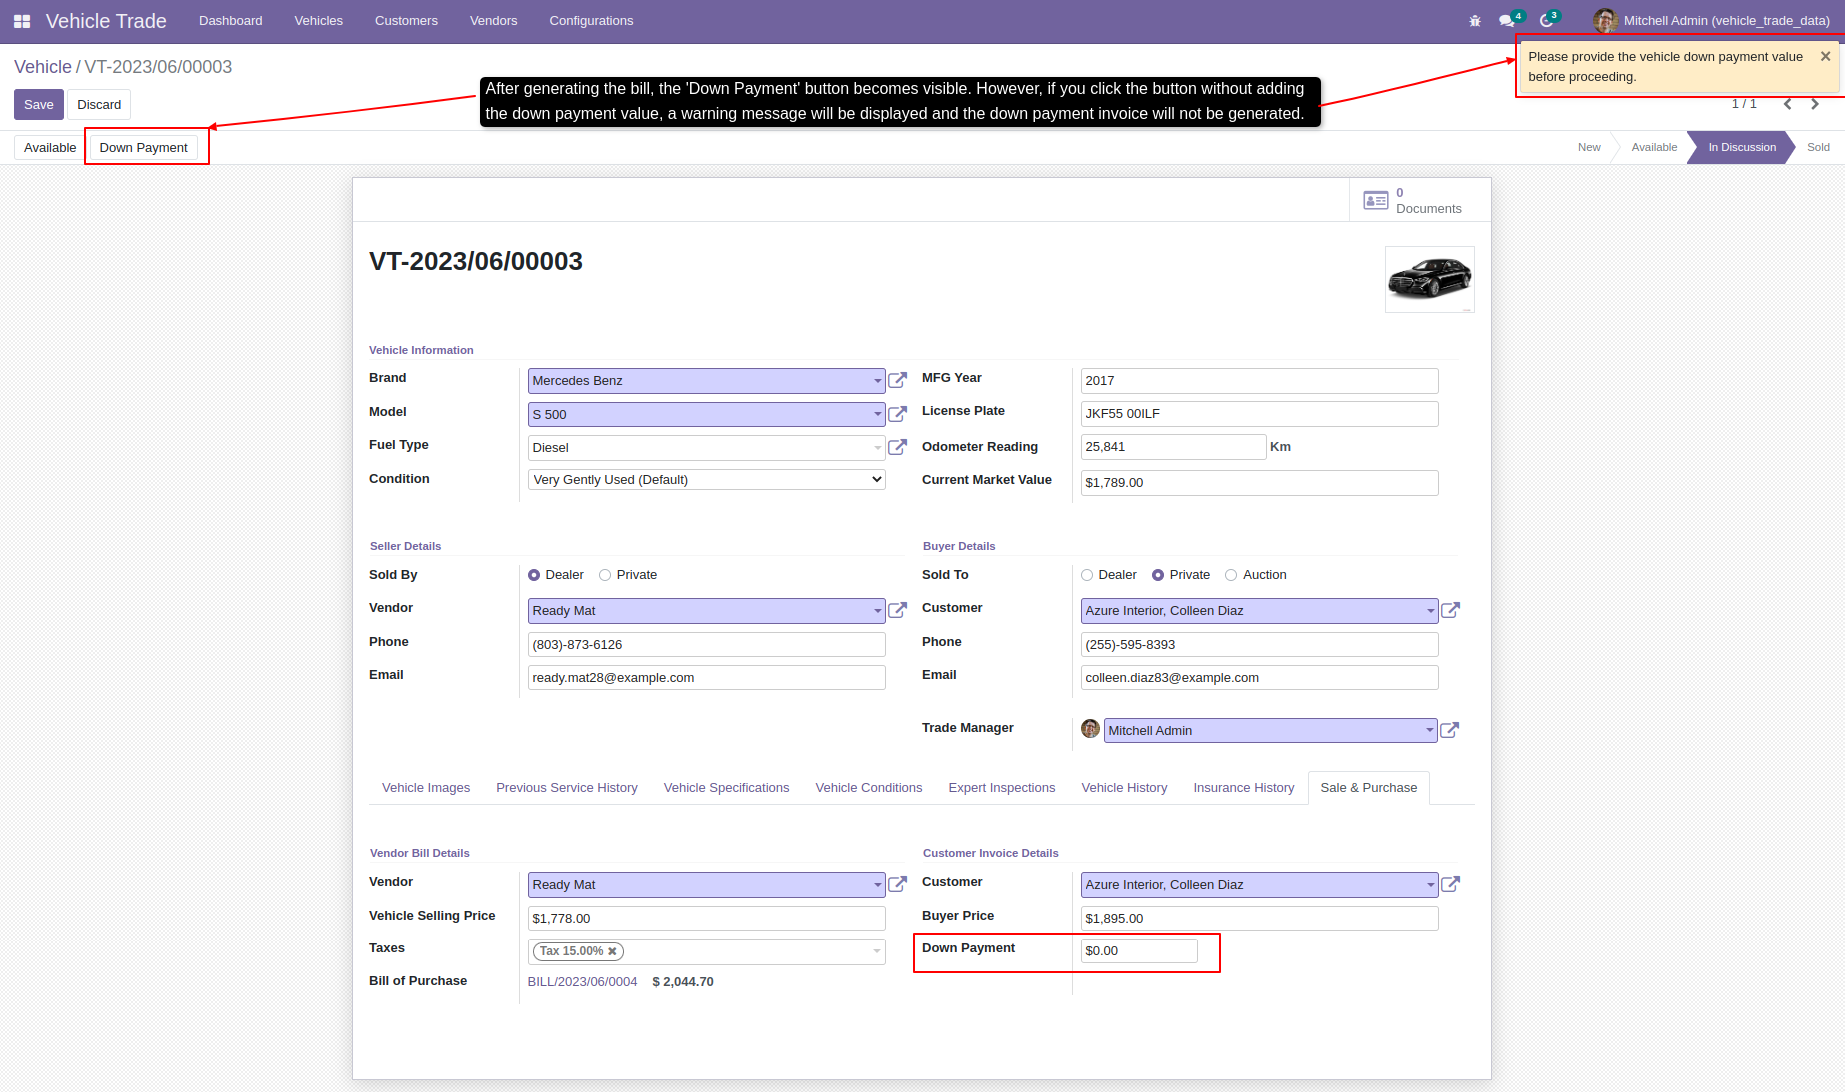 Vehicle Trade Dashboard Vehicles Customers Vendors Configurations 4 3 Mitchell Admin (vehicle_trade_data)
Please provide the vehicle down payment value
before proceeding.
Vehicle / VT-2023/06/00003
Save Discard
After generating the bill, the 'Down Payment' button becomes visible. However, if you click the button without adding
the down payment value, a warning message will be displayed and the down payment invoice will not be generated.
1 / 1
Available Down Payment
New Available In Discussion Sold
0
Documents
VT-2023/06/00003
Vehicle Information
Brand Mercedes Benz MFG Year 2017
Model S 500 License Plate JKF55 00ILF
Fuel Type Diesel Odometer Reading 25,841 Km
Condition Very Gently Used (Default) Current Market Value $1,789.00
Seller Details Buyer Details
Sold By Dealer Private Sold To Dealer Private Auction
Vendor Ready Mat Customer Azure Interior, Colleen Diaz
Phone (803)-873-6126 Phone (255)-595-8393
Email ready.mat28@example.com Email colleen.diaz83@example.com
Trade Manager Mitchell Admin
Vehicle Images Previous Service History Vehicle Specifications Vehicle Conditions Expert Inspections Vehicle History Insurance History Sale & Purchase
Vendor Bill Details Customer Invoice Details
Vendor Ready Mat Customer Azure Interior, Colleen Diaz
Vehicle Selling Price $1,778.00 Buyer Price $1,895.00
Taxes Tax 15.00% Down Payment $0.00
Bill of Purchase BILL/2023/06/0004 $ 2,044.70